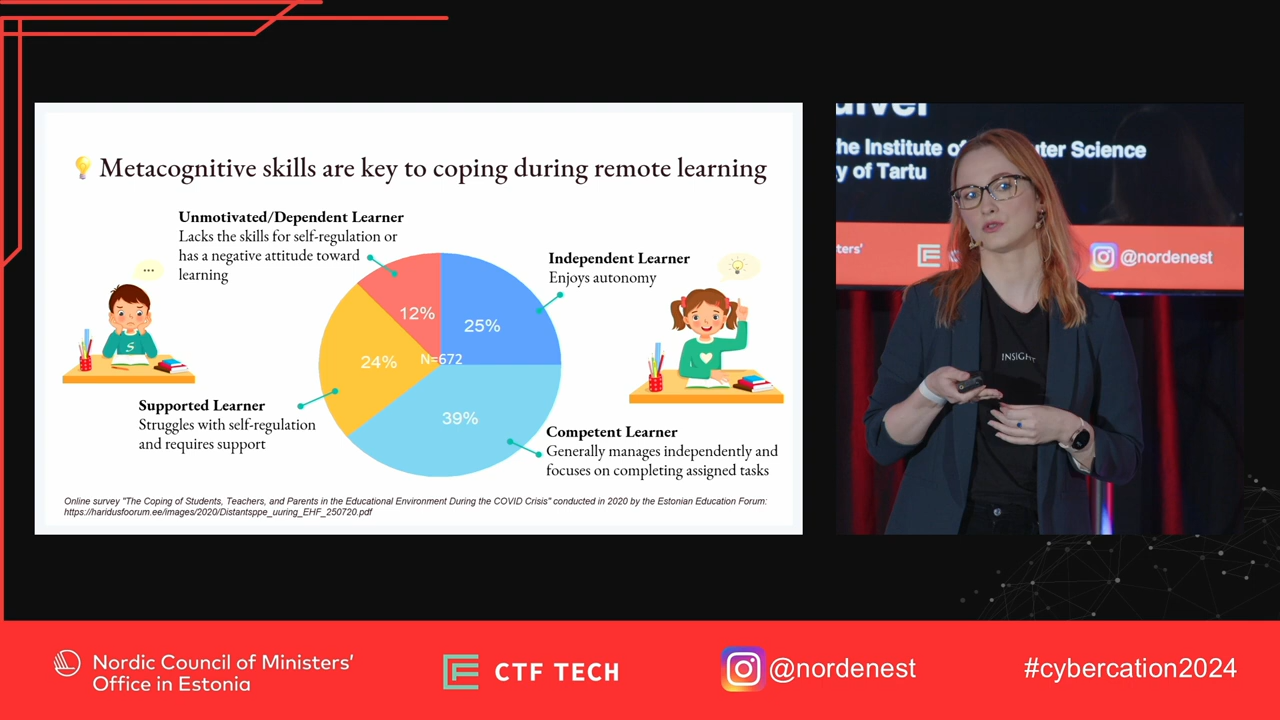 Metacognitive skills are key to coping during remote learning
Unmotivated/Dependent Learner
Lacks the skills for self-regulation or
has a negative attitude toward
learning
...
Independent Learner
Enjoys autonomy
12%
25%
24%
N=672
39%
S
Supported Learner
Struggles with self-regulation
and requires support
Competent Learner
Generally manages independently and
focuses on completing assigned tasks
Online survey "The Coping of Students, Teachers, and Parents in the Educational Environment During the COVID Crisis" conducted in 2020 by the Estonian Education Forum:
https://haridusfoorum.ee/images/2020/Distantsppe_uuring_EHF_250720.pdf
the Institute of
uter Science
y of Tartu
@nordenest
INSIGHT
Nordic Council of Ministers'
Office in Estonia
CTF TECH
@nordenest
#cybercation2024